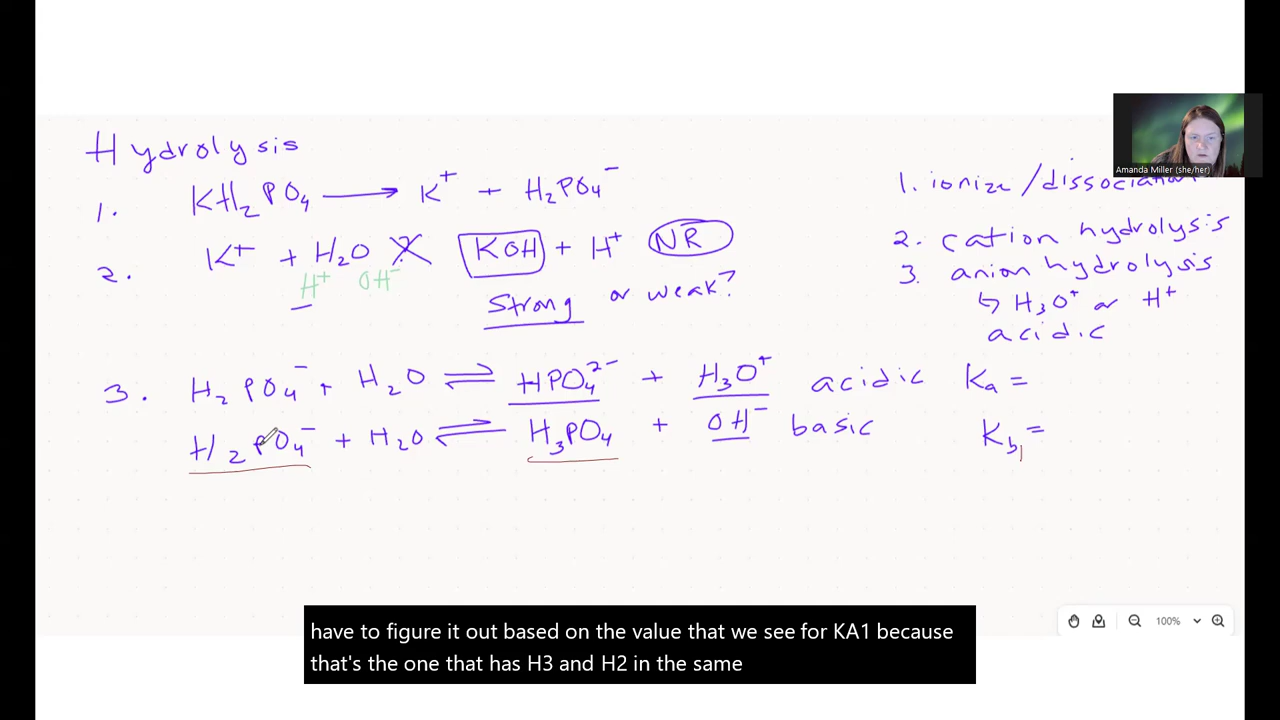 Hydrolysis
1. KH₂PO₄ → K⁺ + H₂PO₄⁻
2. K⁺ + H₂O X KOH + H⁺ NR
H⁺ OH⁻
Strong or weak?
3. H₂PO₄⁻ + H₂O ⇌ HPO₄²⁻ + H₃O⁺ acidic Ka =
H₂PO₄⁻ + H₂O ⇌ H₃PO₄ + OH⁻ basic Kb₁ =
Amanda Miller (she/her)
1. ionize /
2. cation hydrolysis
3. anion hydrolysis
↳ H₃O⁺ or H⁺
acidic
100%
have to figure it out based on the value that we see for KA1 because
that's the one that has H3 and H2 in the same